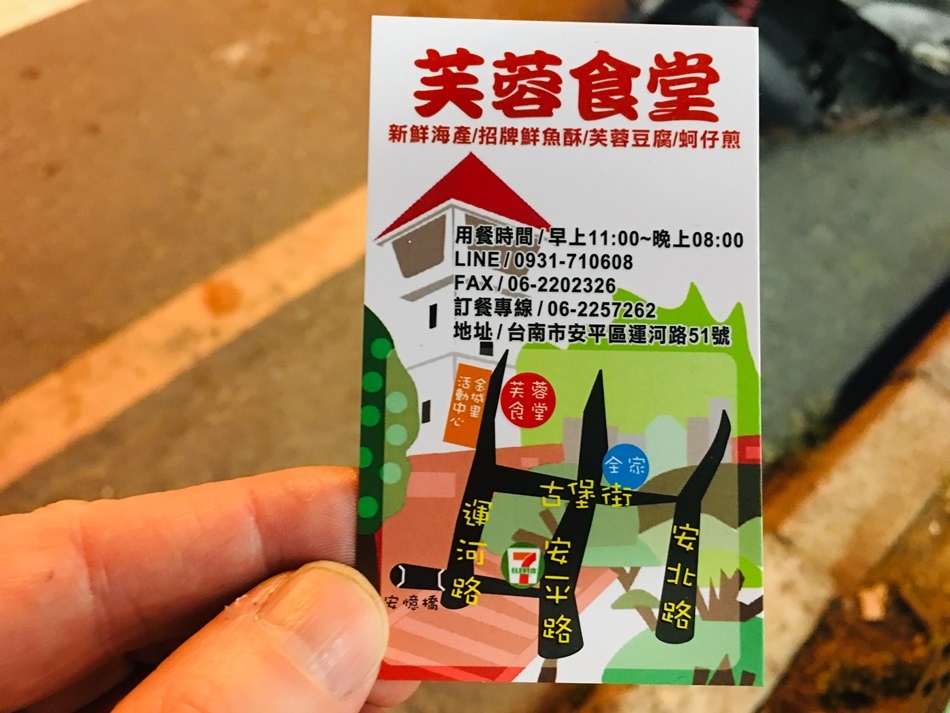 芙蓉食堂
新鮮海產/招牌鮮魚酥/芙蓉豆腐/蚵仔煎
用餐時間/早上11:00~晚上08:00
LINE/0931-710608
FAX/06-2202326
訂餐專線/06-2257262
地址/台南市安平區運河路51號
金城里
活動中心
芙蓉
食堂
全家
古堡街
運河路
7
ELEVEN
安平路
安北路
安憶橋